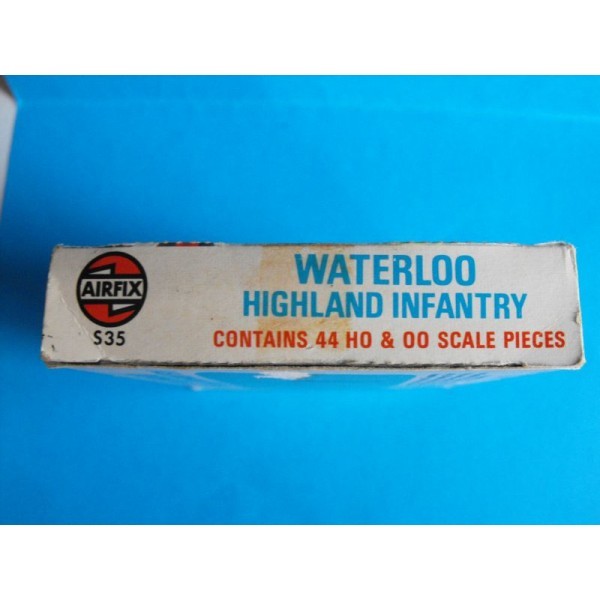 AIRFIX
S35
WATERLOO
HIGHLAND INFANTRY
CONTAINS 44 HO & OO SCALE PIECES